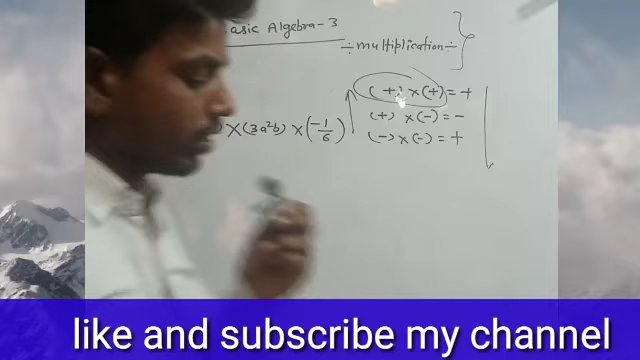 asic Algebra-3
÷multiplication÷
(+) × (+) = +
(+) × (-) = -
) × (3a²b) × (-1/6)
(-) × (-) = +
like and subscribe my channel